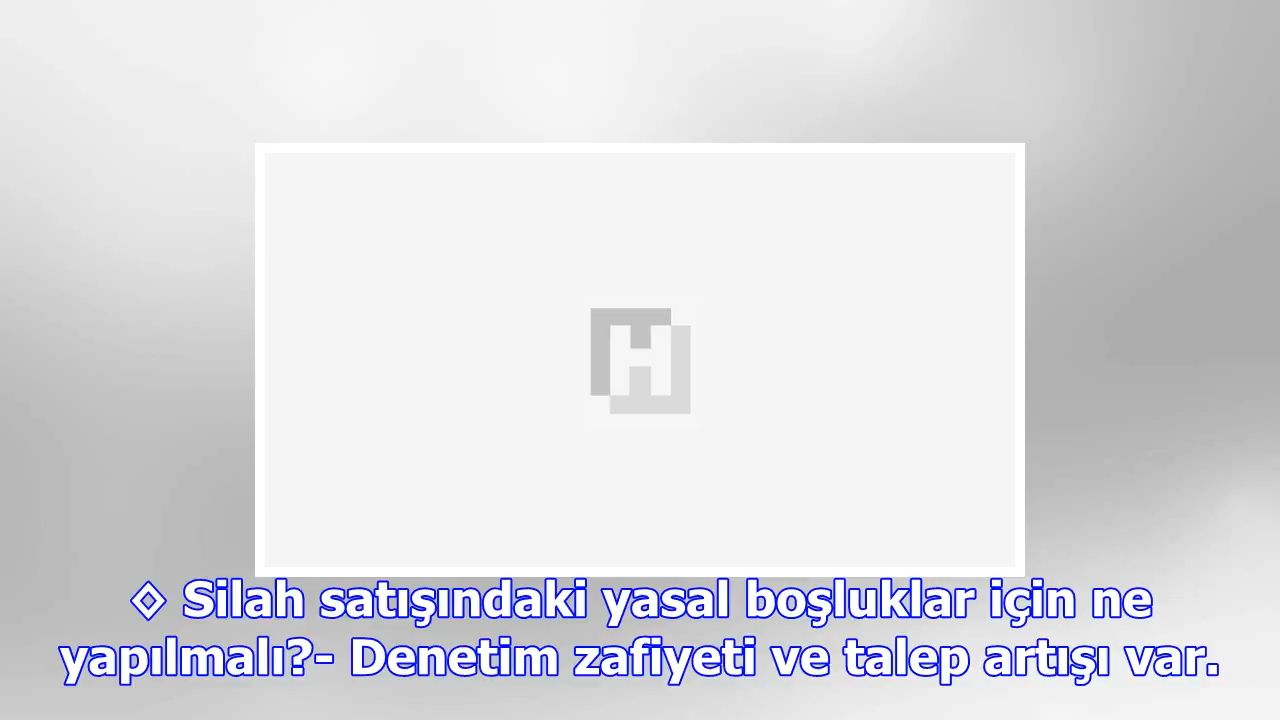 ◇ Silah satışındaki yasal boşluklar için ne
yapılmalı?- Denetim zafiyeti ve talep artışı var.
H